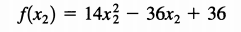 f(x₂) = 14x₂² − 36x₂ + 36